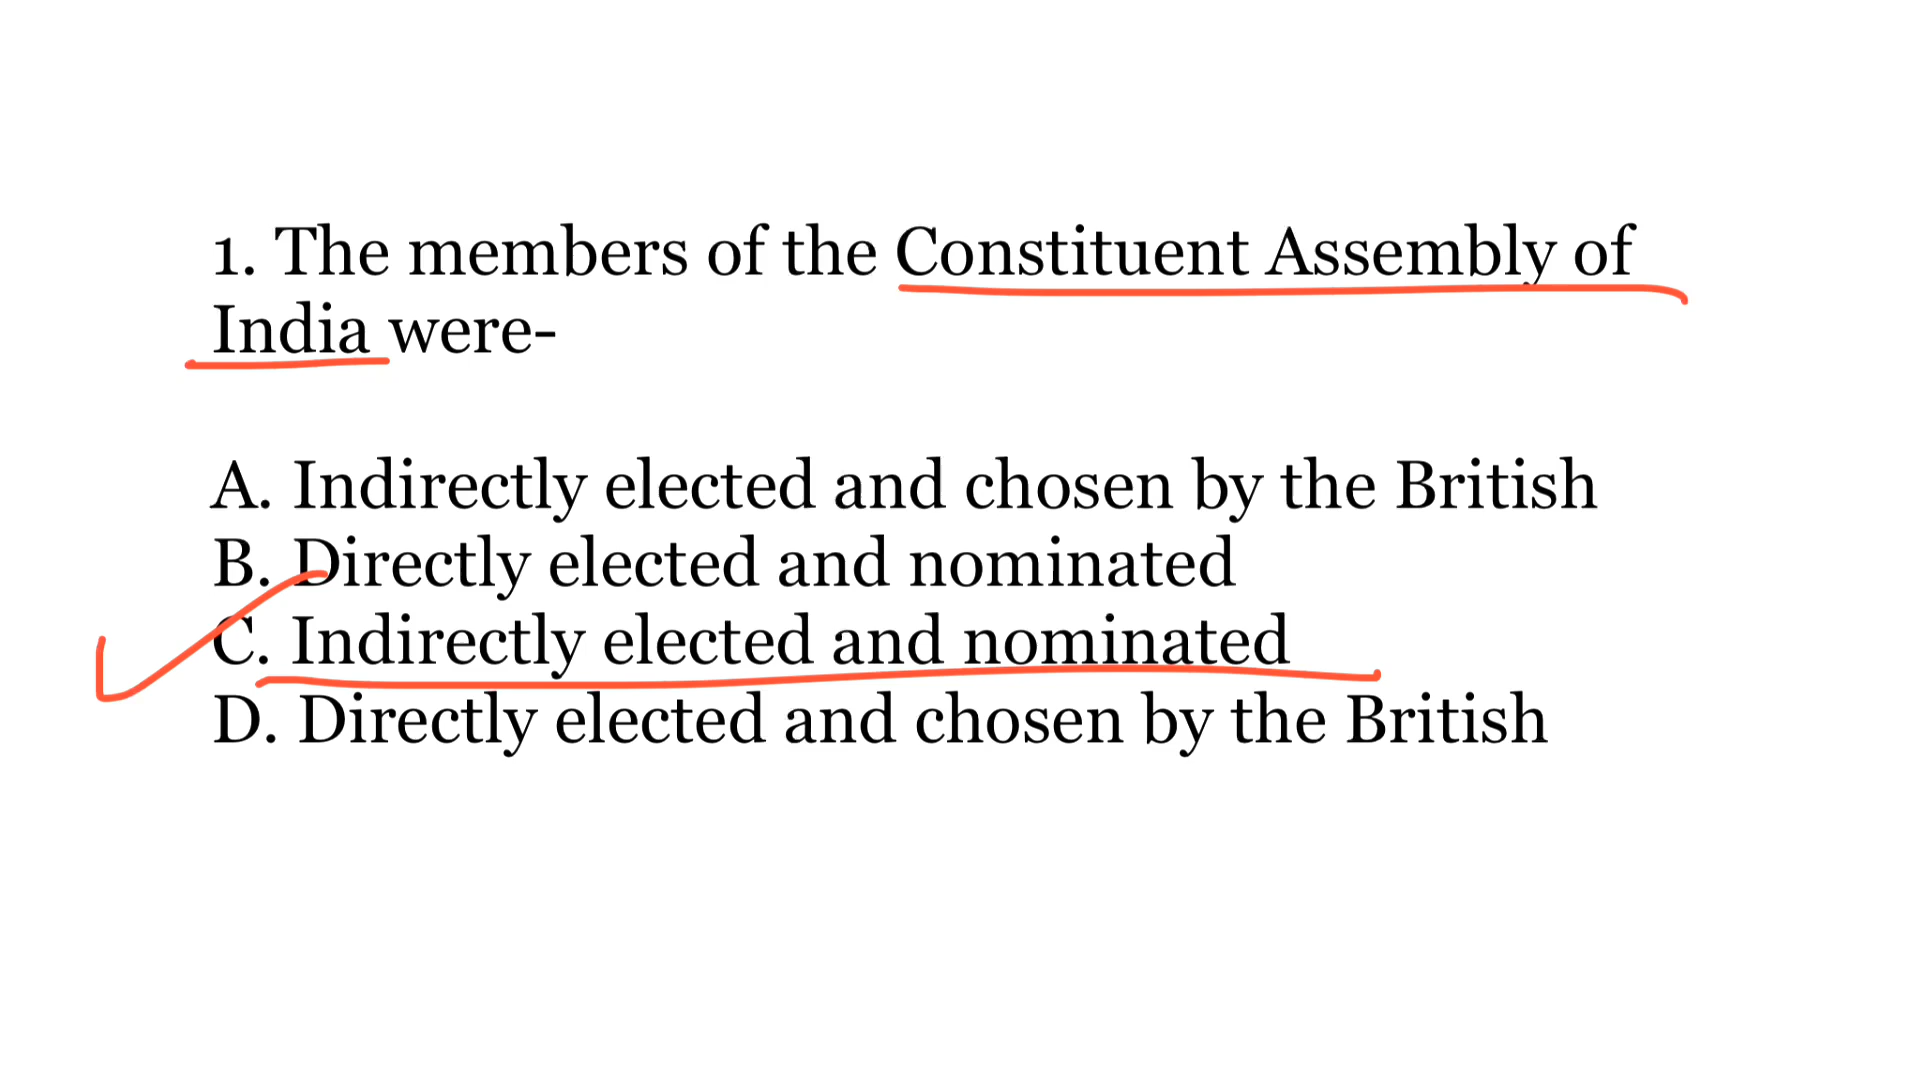 1. The members of the Constituent Assembly of
India were-
A. Indirectly elected and chosen by the British
B. Directly elected and nominated
C. Indirectly elected and nominated
D. Directly elected and chosen by the British